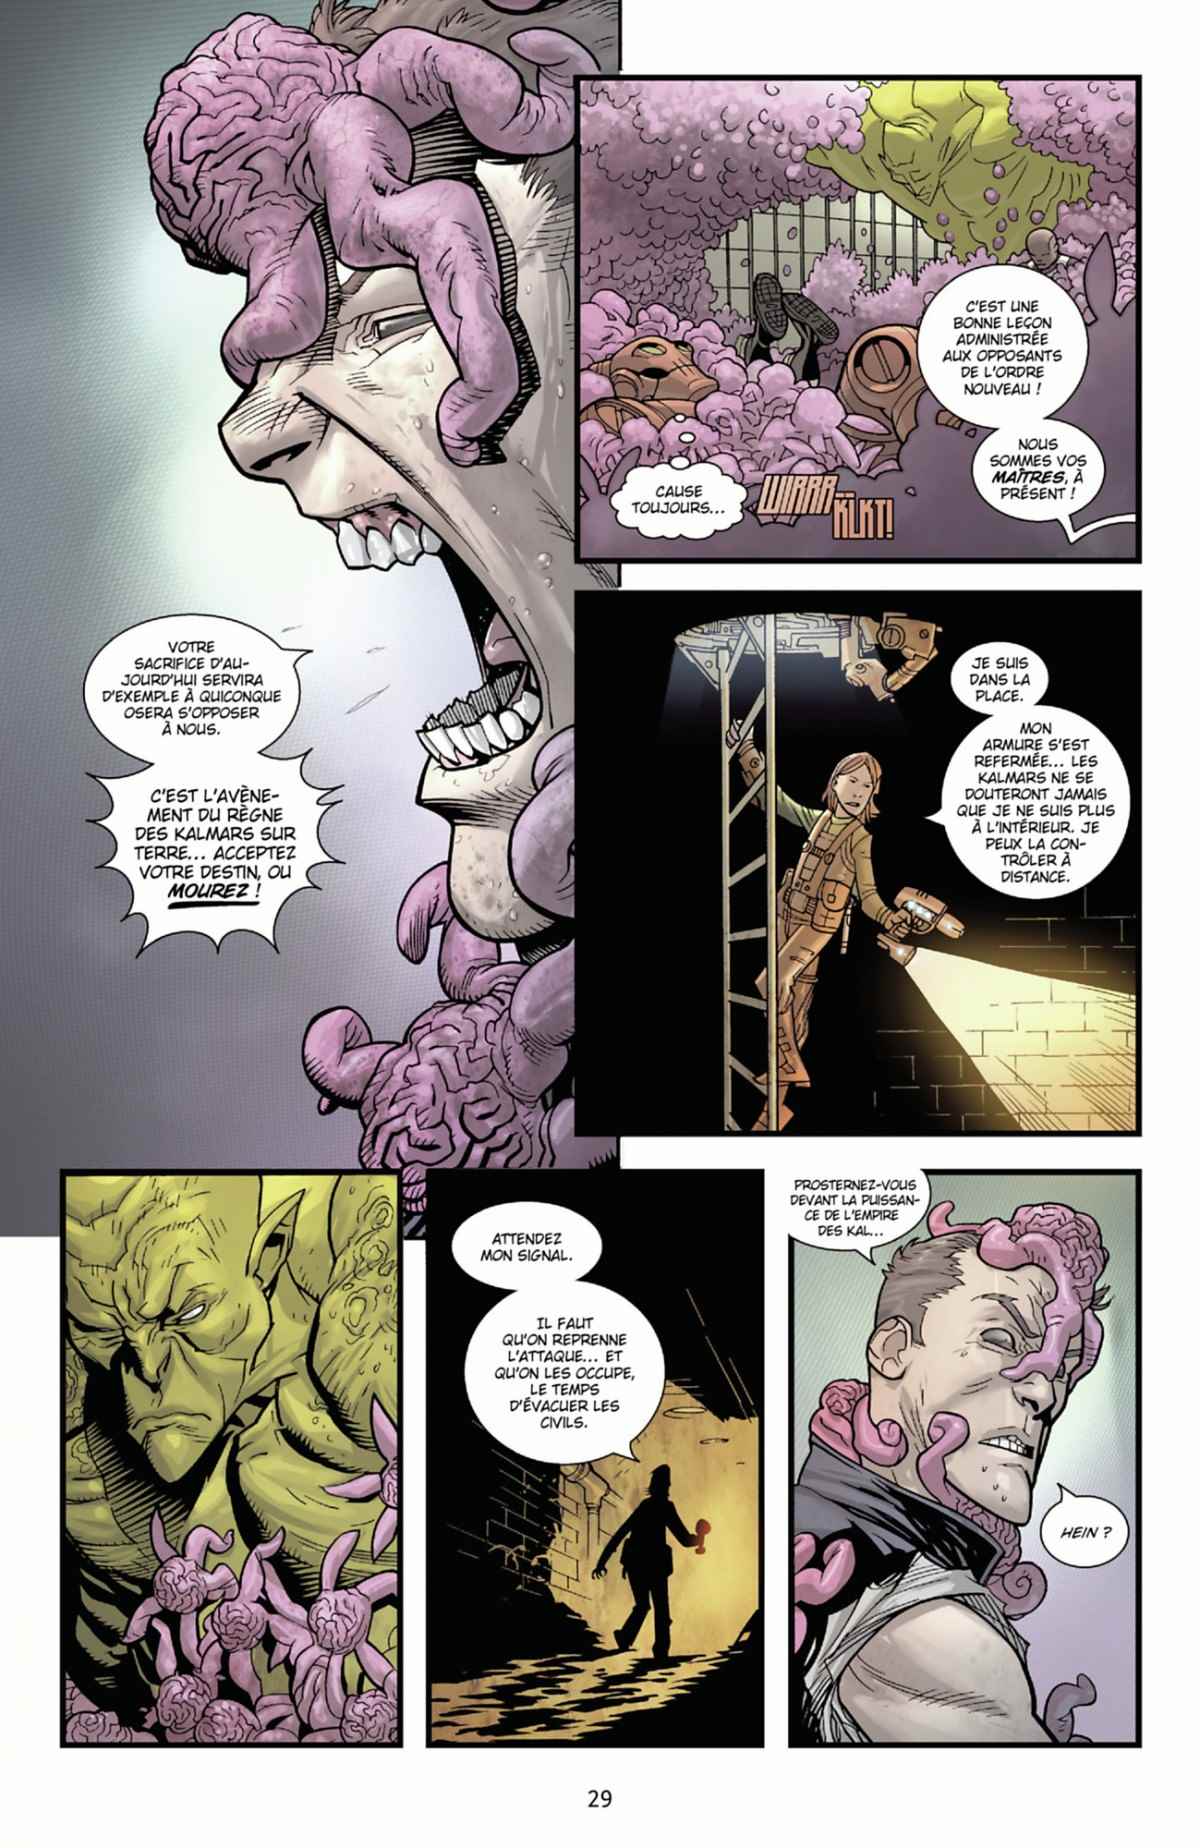 VOTRE
SACRIFICE D'AU-
JOURD'HUI SERVIRA
D'EXEMPLE À QUICONQUE
OSERA S'OPPOSER
À NOUS.
C'EST L'AVÈNE-
MENT DU RÈGNE
DES KALMARS SUR
TERRE... ACCEPTEZ
VOTRE DESTIN, OU
MOUREZ !
C'EST UNE
BONNE LEÇON
ADMINISTRÉE
AUX OPPOSANTS
DE L'ORDRE
NOUVEAU !
NOUS
SOMMES VOS
MAÎTRES, À
PRÉSENT !
CAUSE
TOUJOURS...
WIRRR..
KLKT!
JE SUIS
DANS LA
PLACE.
MON
ARMURE S'EST
REFERMÉE... LES
KALMARS NE SE
DOUTERONT JAMAIS
QUE JE NE SUIS PLUS
À L'INTÉRIEUR. JE
PEUX LA CON-
TRÔLER À
DISTANCE.
ATTENDEZ
MON SIGNAL.
IL FAUT
QU'ON REPRENNE
L'ATTAQUE... ET
QU'ON LES OCCUPE,
LE TEMPS
D'ÉVACUER LES
CIVILS.
PROSTERNEZ-VOUS
DEVANT LA PUISSAN-
CE DE L'EMPIRE
DES KAL...
HEIN ?
29